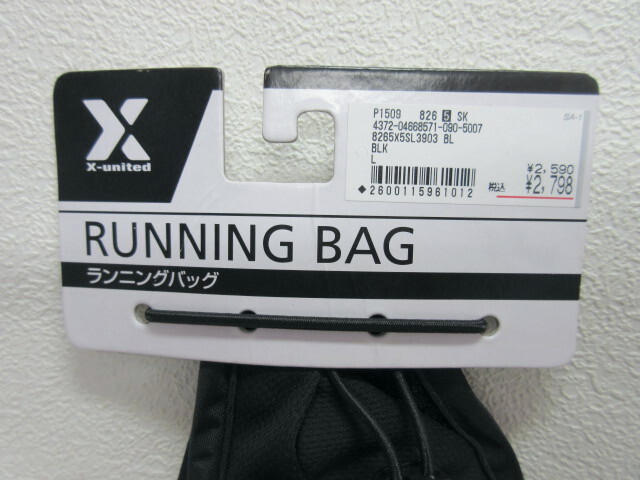 X-united
P1509 826 5 SK
4372-04668571-090-5007
8265X5SL3903 BL
BLK
L
SA-1
¥2,590
◆2600115961012
税込 ¥2,798
RUNNING BAG
ランニングバッグ